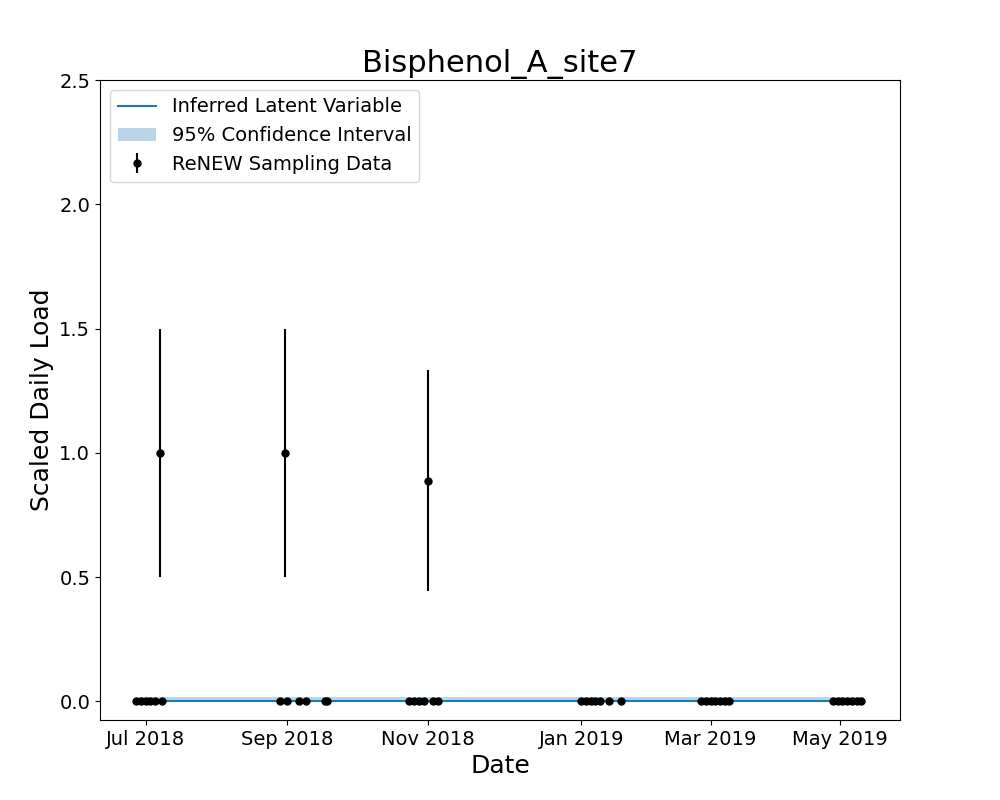 Bisphenol_A_site7
Inferred Latent Variable
95% Confidence Interval
ReNEW Sampling Data
Scaled Daily Load
2.5
2.0
1.5
1.0
0.5
0.0
Jul 2018 Sep 2018 Nov 2018 Jan 2019 Mar 2019 May 2019
Date